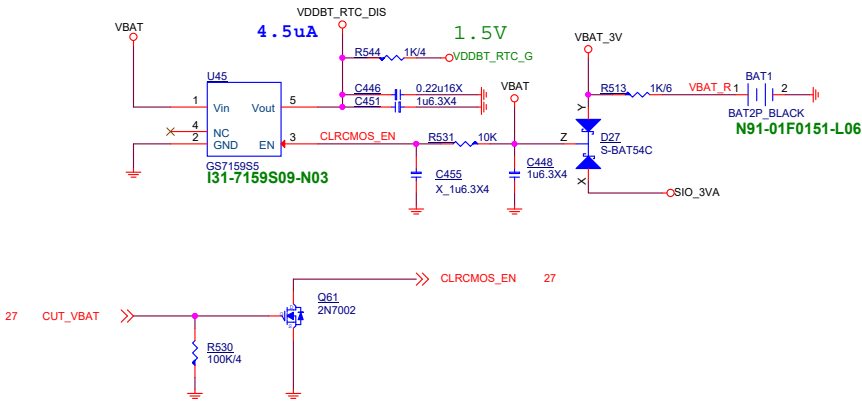 VDDBT_RTC_DIS
VBAT
4.5uA
1.5V
VBAT_3V
R544 1K/4
VDDBT_RTC_G
U45
C446 0.22u16X
C451 1u6.3X4
VBAT
R513 1K/6
VBAT_R 1
BAT1
2
BAT2P_BLACK
N91-01F0151-L06
1 Vin Vout 5
4 NC
2 GND EN 3
CLRCMOS_EN
R531 10K
Y
Z
D27
S-BAT54C
X
GS7159S5
I31-7159S09-N03
C455
X_1u6.3X4
C448
1u6.3X4
SIO_3VA
CLRCMOS_EN 27
27 CUT_VBAT
Q61
2N7002
R530
100K/4